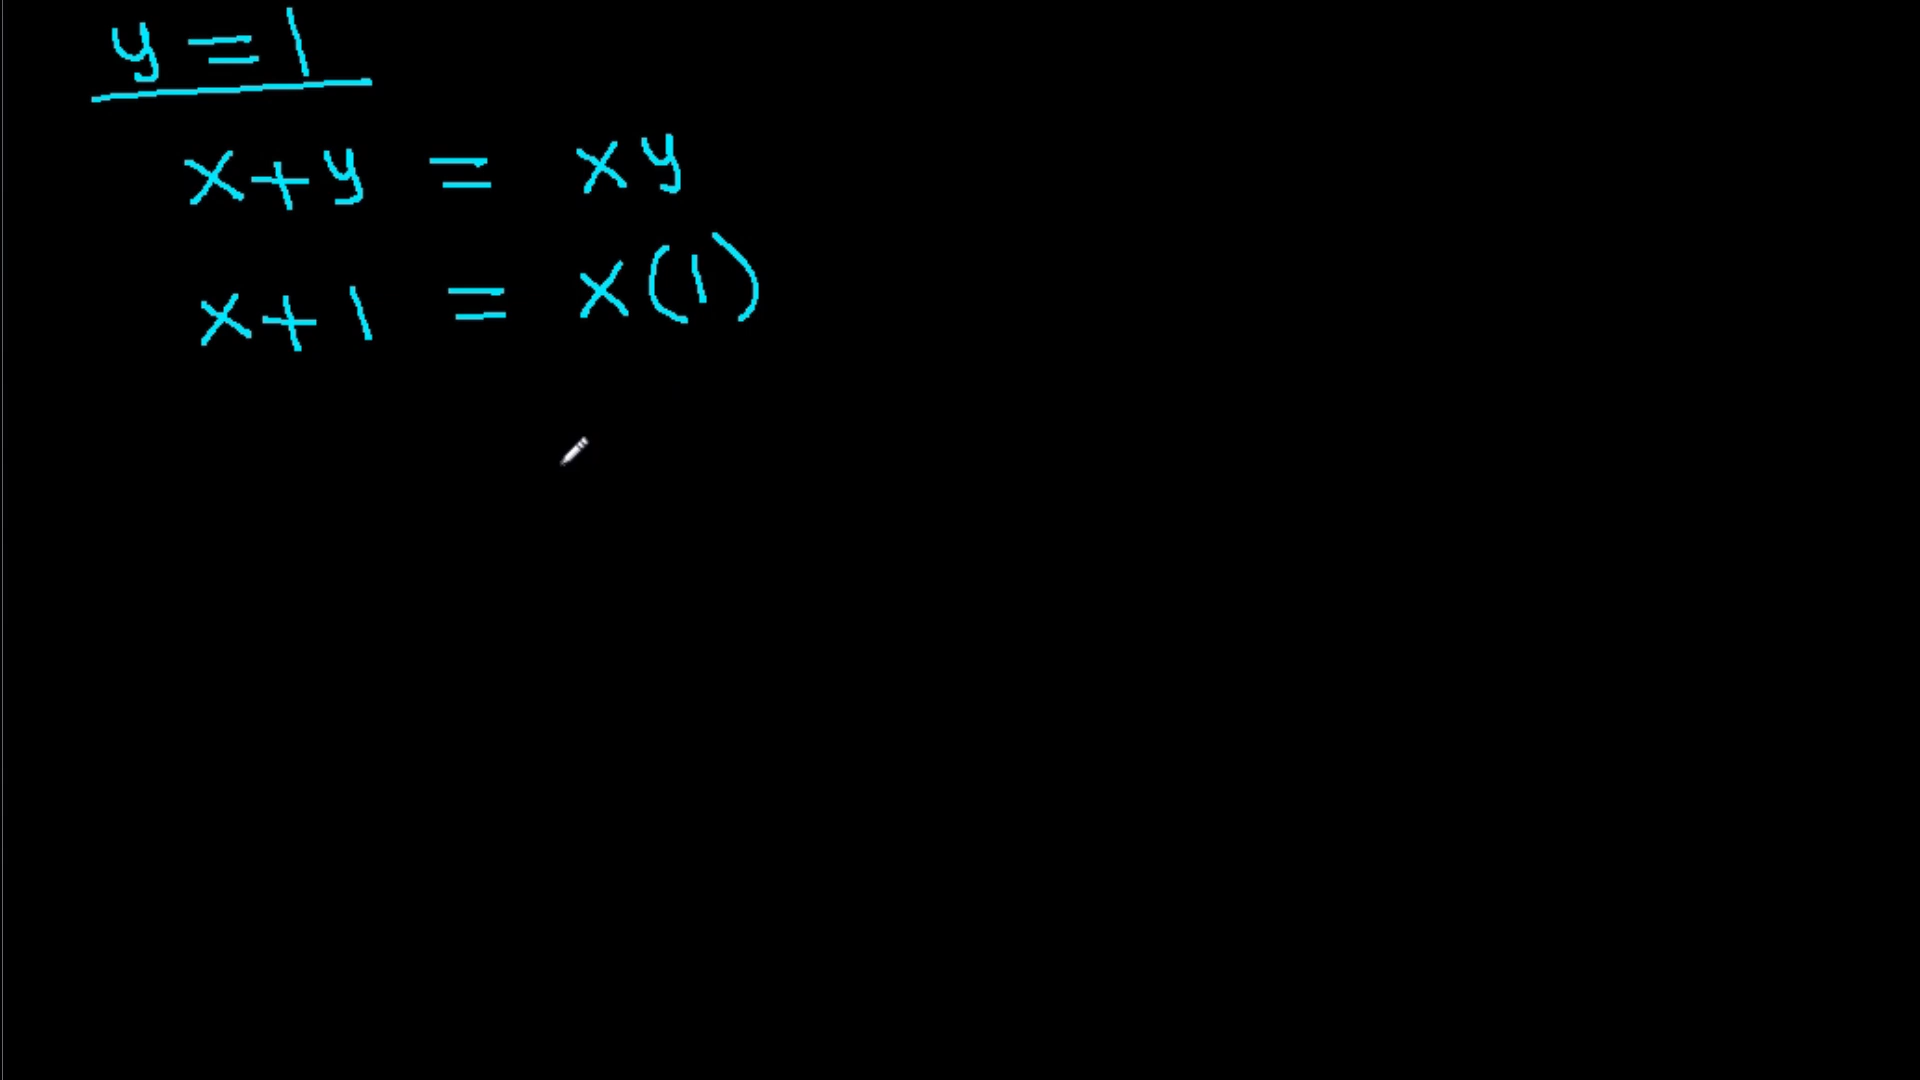 y = 1
x + y = xy
x + 1 = x(1)